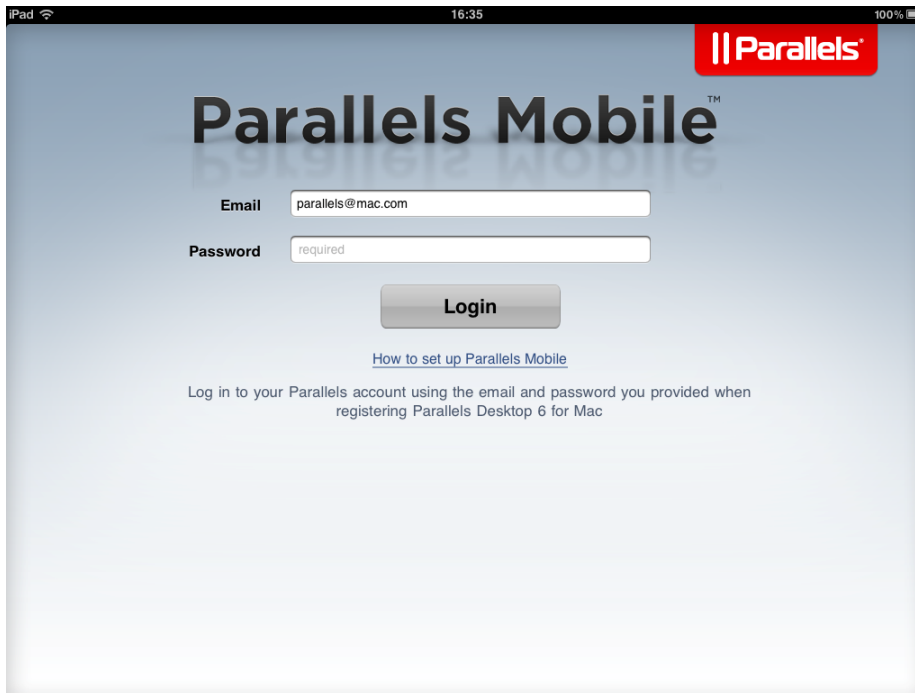 iPad 16:35 100%
||Parallels®
Parallels Mobile™
Email parallels@mac.com
Password required
Login
How to set up Parallels Mobile
Log in to your Parallels account using the email and password you provided when
registering Parallels Desktop 6 for Mac